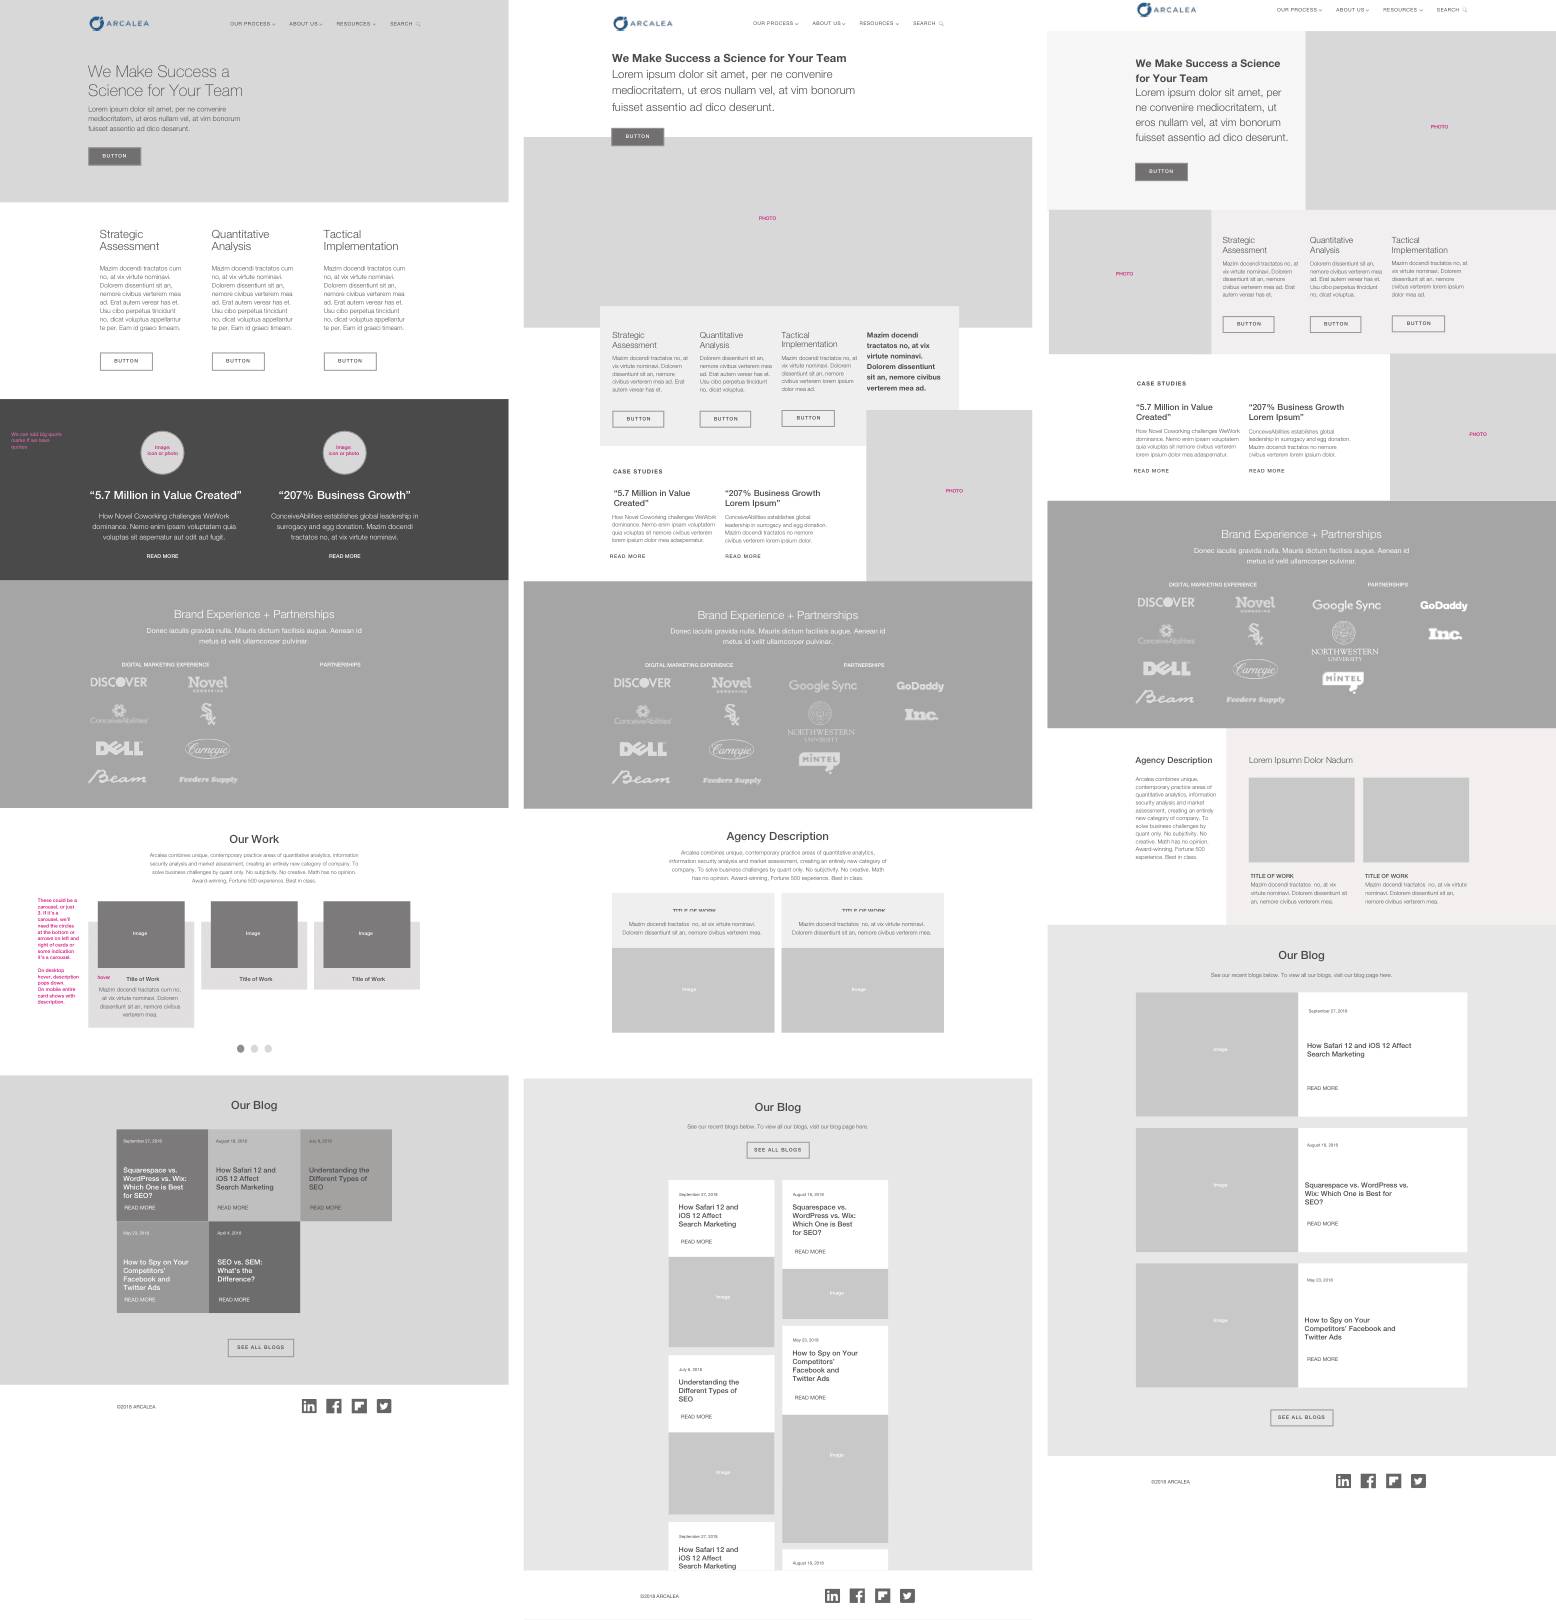 ARCALEA
OUR PROCESS
ABOUT US
RESOURCES
SEARCH
We Make Success a
Science for Your Team
Lorem ipsum dolor sit amet, per ne convenire
mediocritatem, ut eros nullam vel, at vim bonorum
fuisset assentio ad dico deserunt.
BUTTON
Strategic
Assessment
Mazim docendi tractatos cum
no, at vix virtute nominavi.
Dolorem dissentiunt sit an,
nemore civibus verterem mea
ad. Erat autem verear has et.
Usu cibo perpetua tincidunt
no, dicat voluptua appellantur
te per. Eam id graeci timeam.
BUTTON
Quantitative
Analysis
Mazim docendi tractatos cum
no, at vix virtute nominavi.
Dolorem dissentiunt sit an,
nemore civibus verterem mea
ad. Erat autem verear has et.
Usu cibo perpetua tincidunt
no, dicat voluptua appellantur
te per. Eam id graeci timeam.
BUTTON
Tactical
Implementation
Mazim docendi tractatos cum
no, at vix virtute nominavi.
Dolorem dissentiunt sit an,
nemore civibus verterem mea
ad. Erat autem verear has et.
Usu cibo perpetua tincidunt
no, dicat voluptua appellantur
te per. Eam id graeci timeam.
BUTTON
We can add big quote
marks if we have
quotes
Image:
icon or photo
“5.7 Million in Value Created”
How Novel Coworking challenges WeWork
dominance. Nemo enim ipsam voluptatem quia
voluptas sit aspernatur aut odit aut fugit.
READ MORE
Image:
icon or photo
“207% Business Growth”
ConceiveAbilities establishes global leadership in
surrogacy and egg donation. Mazim docendi
tractatos no, at vix virtute nominavi.
READ MORE
Brand Experience + Partnerships
Donec iaculis gravida nulla. Mauris dictum facilisis augue. Aenean id
metus id velit ullamcorper pulvinar.
DIGITAL MARKETING EXPERIENCE
PARTNERSHIPS
DISCOVER
Novel
COWORKING
ConceiveAbilities
Sox
DELL
Carnegie
Beam
Feeders Supply
Our Work
Arcalea combines unique, contemporary practice areas of quantitative analytics, information
security analysis and market assessment, creating an entirely new category of company. To
solve business challenges by quant only. No subjctivity. No creative. Math has no opinion.
Award-winning, Fortune 500 experience. Best in class.
These could be a
carousel, or just
3. If it's a
carousel, we'll
need the circles
at the bottom or
arrows on left and
right of cards or
some indication
it's a carousel.
On desktop
hover, description
pops down.
On mobile entire
card shows with
description.
Image
hover
Title of Work
Mazim docendi tractatos cum no,
at vix virtute nominavi. Dolorem
dissentiunt sit an, nemore civibus
verterem mea.
Image
Title of Work
Image
Title of Work
Our Blog
September 27, 2018
Squarespace vs.
WordPress vs. Wix:
Which One is Best
for SEO?
READ MORE
August 18, 2018
How Safari 12 and
iOS 12 Affect
Search Marketing
READ MORE
July 6, 2018
Understanding the
Different Types of
SEO
READ MORE
May 23, 2018
How to Spy on Your
Competitors’
Facebook and
Twitter Ads
READ MORE
April 4, 2018
SEO vs. SEM:
What’s the
Difference?
READ MORE
SEE ALL BLOGS
©2018 ARCALEA
ARCALEA
OUR PROCESS
ABOUT US
RESOURCES
SEARCH
We Make Success a Science for Your Team
Lorem ipsum dolor sit amet, per ne convenire
mediocritatem, ut eros nullam vel, at vim bonorum
fuisset assentio ad dico deserunt.
BUTTON
PHOTO
Strategic
Assessment
Mazim docendi tractatos no, at
vix virtute nominavi. Dolorem
dissentiunt sit an, nemore
civibus verterem mea ad. Erat
autem verear has et.
BUTTON
Quantitative
Analysis
Dolorem dissentiunt sit an,
nemore civibus verterem mea
ad. Erat autem verear has et.
Usu cibo perpetua tincidunt
no, dicat voluptua.
BUTTON
Tactical
Implementation
Mazim docendi tractatos no, at
vix virtute nominavi. Dolorem
dissentiunt sit an, nemore
civibus verterem lorem ipsum
dolor mea ad.
BUTTON
Mazim docendi
tractatos no, at vix
virtute nominavi.
Dolorem dissentiunt
sit an, nemore civibus
verterem mea ad.
CASE STUDIES
“5.7 Million in Value
Created”
How Novel Coworking challenges WeWork
dominance. Nemo enim ipsam voluptatem
quia voluptas sit nemore civibus verterem
lorem ipsum dolor mea adaspernatur.
READ MORE
“207% Business Growth
Lorem Ipsum”
ConceiveAbilities establishes global
leadership in surrogacy and egg donation.
Mazim docendi tractatos no nemore
civibus verterem lorem ipsum dolor.
READ MORE
PHOTO
Brand Experience + Partnerships
Donec iaculis gravida nulla. Mauris dictum facilisis augue. Aenean id
metus id velit ullamcorper pulvinar.
DIGITAL MARKETING EXPERIENCE
PARTNERSHIPS
DISCOVER
Novel
COWORKING
Google Sync
GoDaddy
ConceiveAbilities
Sox
NORTHWESTERN
UNIVERSITY
Inc.
DELL
Carnegie
MINTEL
Beam
Feeders Supply
Agency Description
Arcalea combines unique, contemporary practice areas of quantitative analytics,
information security analysis and market assessment, creating an entirely new category of
company. To solve business challenges by quant only. No subjctivity. No creative. Math
has no opinion. Award-winning, Fortune 500 experience. Best in class.
TITLE OF WORK
Mazim docendi tractatos no, at vix virtute nominavi.
Dolorem dissentiunt sit an, nemore civibus verterem mea.
Image
TITLE OF WORK
Mazim docendi tractatos no, at vix virtute nominavi.
Dolorem dissentiunt sit an, nemore civibus verterem mea.
Image
Our Blog
See our recent blogs below. To view all our blogs, visit our blog page here.
SEE ALL BLOGS
September 27, 2018
How Safari 12 and
iOS 12 Affect
Search Marketing
READ MORE
Image
July 6, 2018
Understanding the
Different Types of
SEO
READ MORE
Image
September 27, 2018
How Safari 12 and
iOS 12 Affect
Search Marketing
August 18, 2018
Squarespace vs.
WordPress vs. Wix:
Which One is Best
for SEO?
READ MORE
Image
May 23, 2018
How to Spy on Your
Competitors’
Facebook and
Twitter Ads
READ MORE
Image
August 18, 2018
©2018 ARCALEA
ARCALEA
OUR PROCESS
ABOUT US
RESOURCES
SEARCH
We Make Success a Science
for Your Team
Lorem ipsum dolor sit amet, per
ne convenire mediocritatem, ut
eros nullam vel, at vim bonorum
fuisset assentio ad dico deserunt.
BUTTON
PHOTO
PHOTO
Strategic
Assessment
Mazim docendi tractatos no, at
vix virtute nominavi. Dolorem
dissentiunt sit an, nemore
civibus verterem mea ad. Erat
autem verear has et.
BUTTON
Quantitative
Analysis
Dolorem dissentiunt sit an,
nemore civibus verterem mea
ad. Erat autem verear has et.
Usu cibo perpetua tincidunt
no, dicat voluptua.
BUTTON
Tactical
Implementation
Mazim docendi tractatos no, at
vix virtute nominavi. Dolorem
dissentiunt sit an, nemore
civibus verterem lorem ipsum
dolor mea ad.
BUTTON
CASE STUDIES
“5.7 Million in Value
Created”
How Novel Coworking challenges WeWork
dominance. Nemo enim ipsam voluptatem
quia voluptas sit nemore civibus verterem
lorem ipsum dolor mea adaspernatur.
READ MORE
“207% Business Growth
Lorem Ipsum”
ConceiveAbilities establishes global
leadership in surrogacy and egg donation.
Mazim docendi tractatos no nemore
civibus verterem lorem ipsum dolor.
READ MORE
PHOTO
Brand Experience + Partnerships
Donec iaculis gravida nulla. Mauris dictum facilisis augue. Aenean id
metus id velit ullamcorper pulvinar.
DIGITAL MARKETING EXPERIENCE
PARTNERSHIPS
DISCOVER
Novel
COWORKING
Google Sync
GoDaddy
ConceiveAbilities
Sox
NORTHWESTERN
UNIVERSITY
Inc.
DELL
Carnegie
MINTEL
Beam
Feeders Supply
Agency Description
Arcalea combines unique,
contemporary practice areas of
quantitative analytics, information
security analysis and market
assessment, creating an entirely
new category of company. To
solve business challenges by
quant only. No subjctivity. No
creative. Math has no opinion.
Award-winning, Fortune 500
experience. Best in class.
Lorem Ipsumn Dolor Nadum
TITLE OF WORK
Mazim docendi tractatos no, at vix
virtute nominavi. Dolorem dissentiunt sit
an, nemore civibus verterem mea.
TITLE OF WORK
Mazim docendi tractatos no, at vix virtute
nominavi. Dolorem dissentiunt sit an,
nemore civibus verterem mea.
Our Blog
See our recent blogs below. To view all our blogs, visit our blog page here.
Image
September 27, 2018
How Safari 12 and iOS 12 Affect
Search Marketing
READ MORE
Image
August 18, 2018
Squarespace vs. WordPress vs.
Wix: Which One is Best for
SEO?
READ MORE
Image
May 23, 2018
How to Spy on Your
Competitors’ Facebook and
Twitter Ads
READ MORE
SEE ALL BLOGS
©2018 ARCALEA